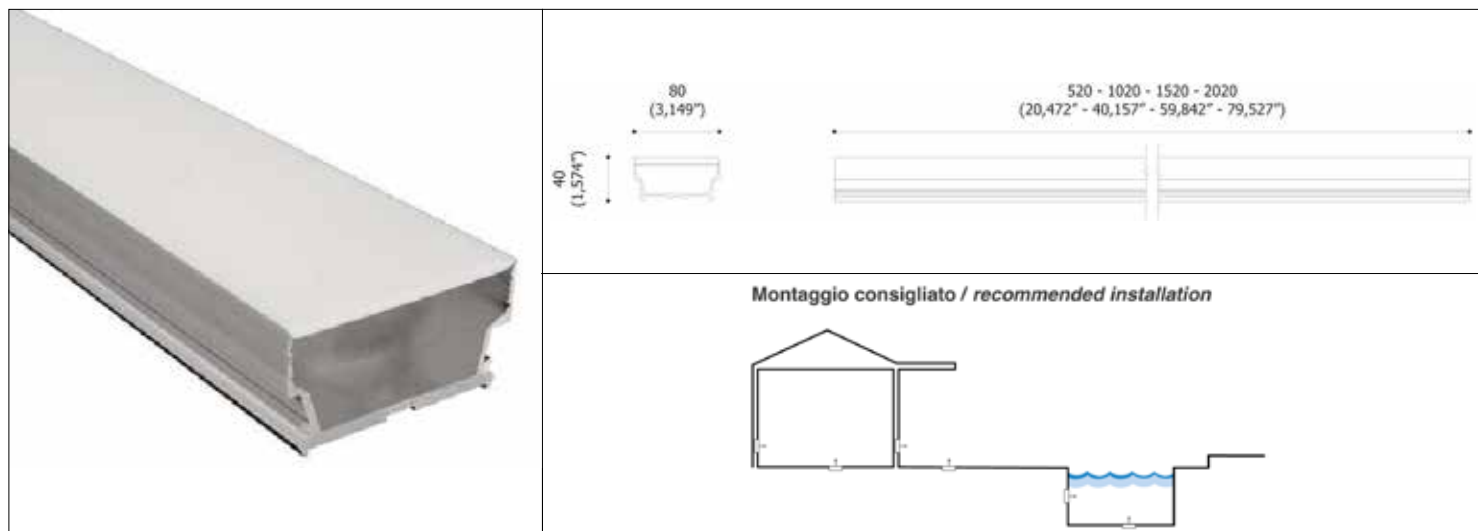 80
(3,149”)
520 - 1020 - 1520 - 2020
(20,472” - 40,157” - 59,842” - 79,527”)
40
(1,574”)
Montaggio consigliato / recommended installation